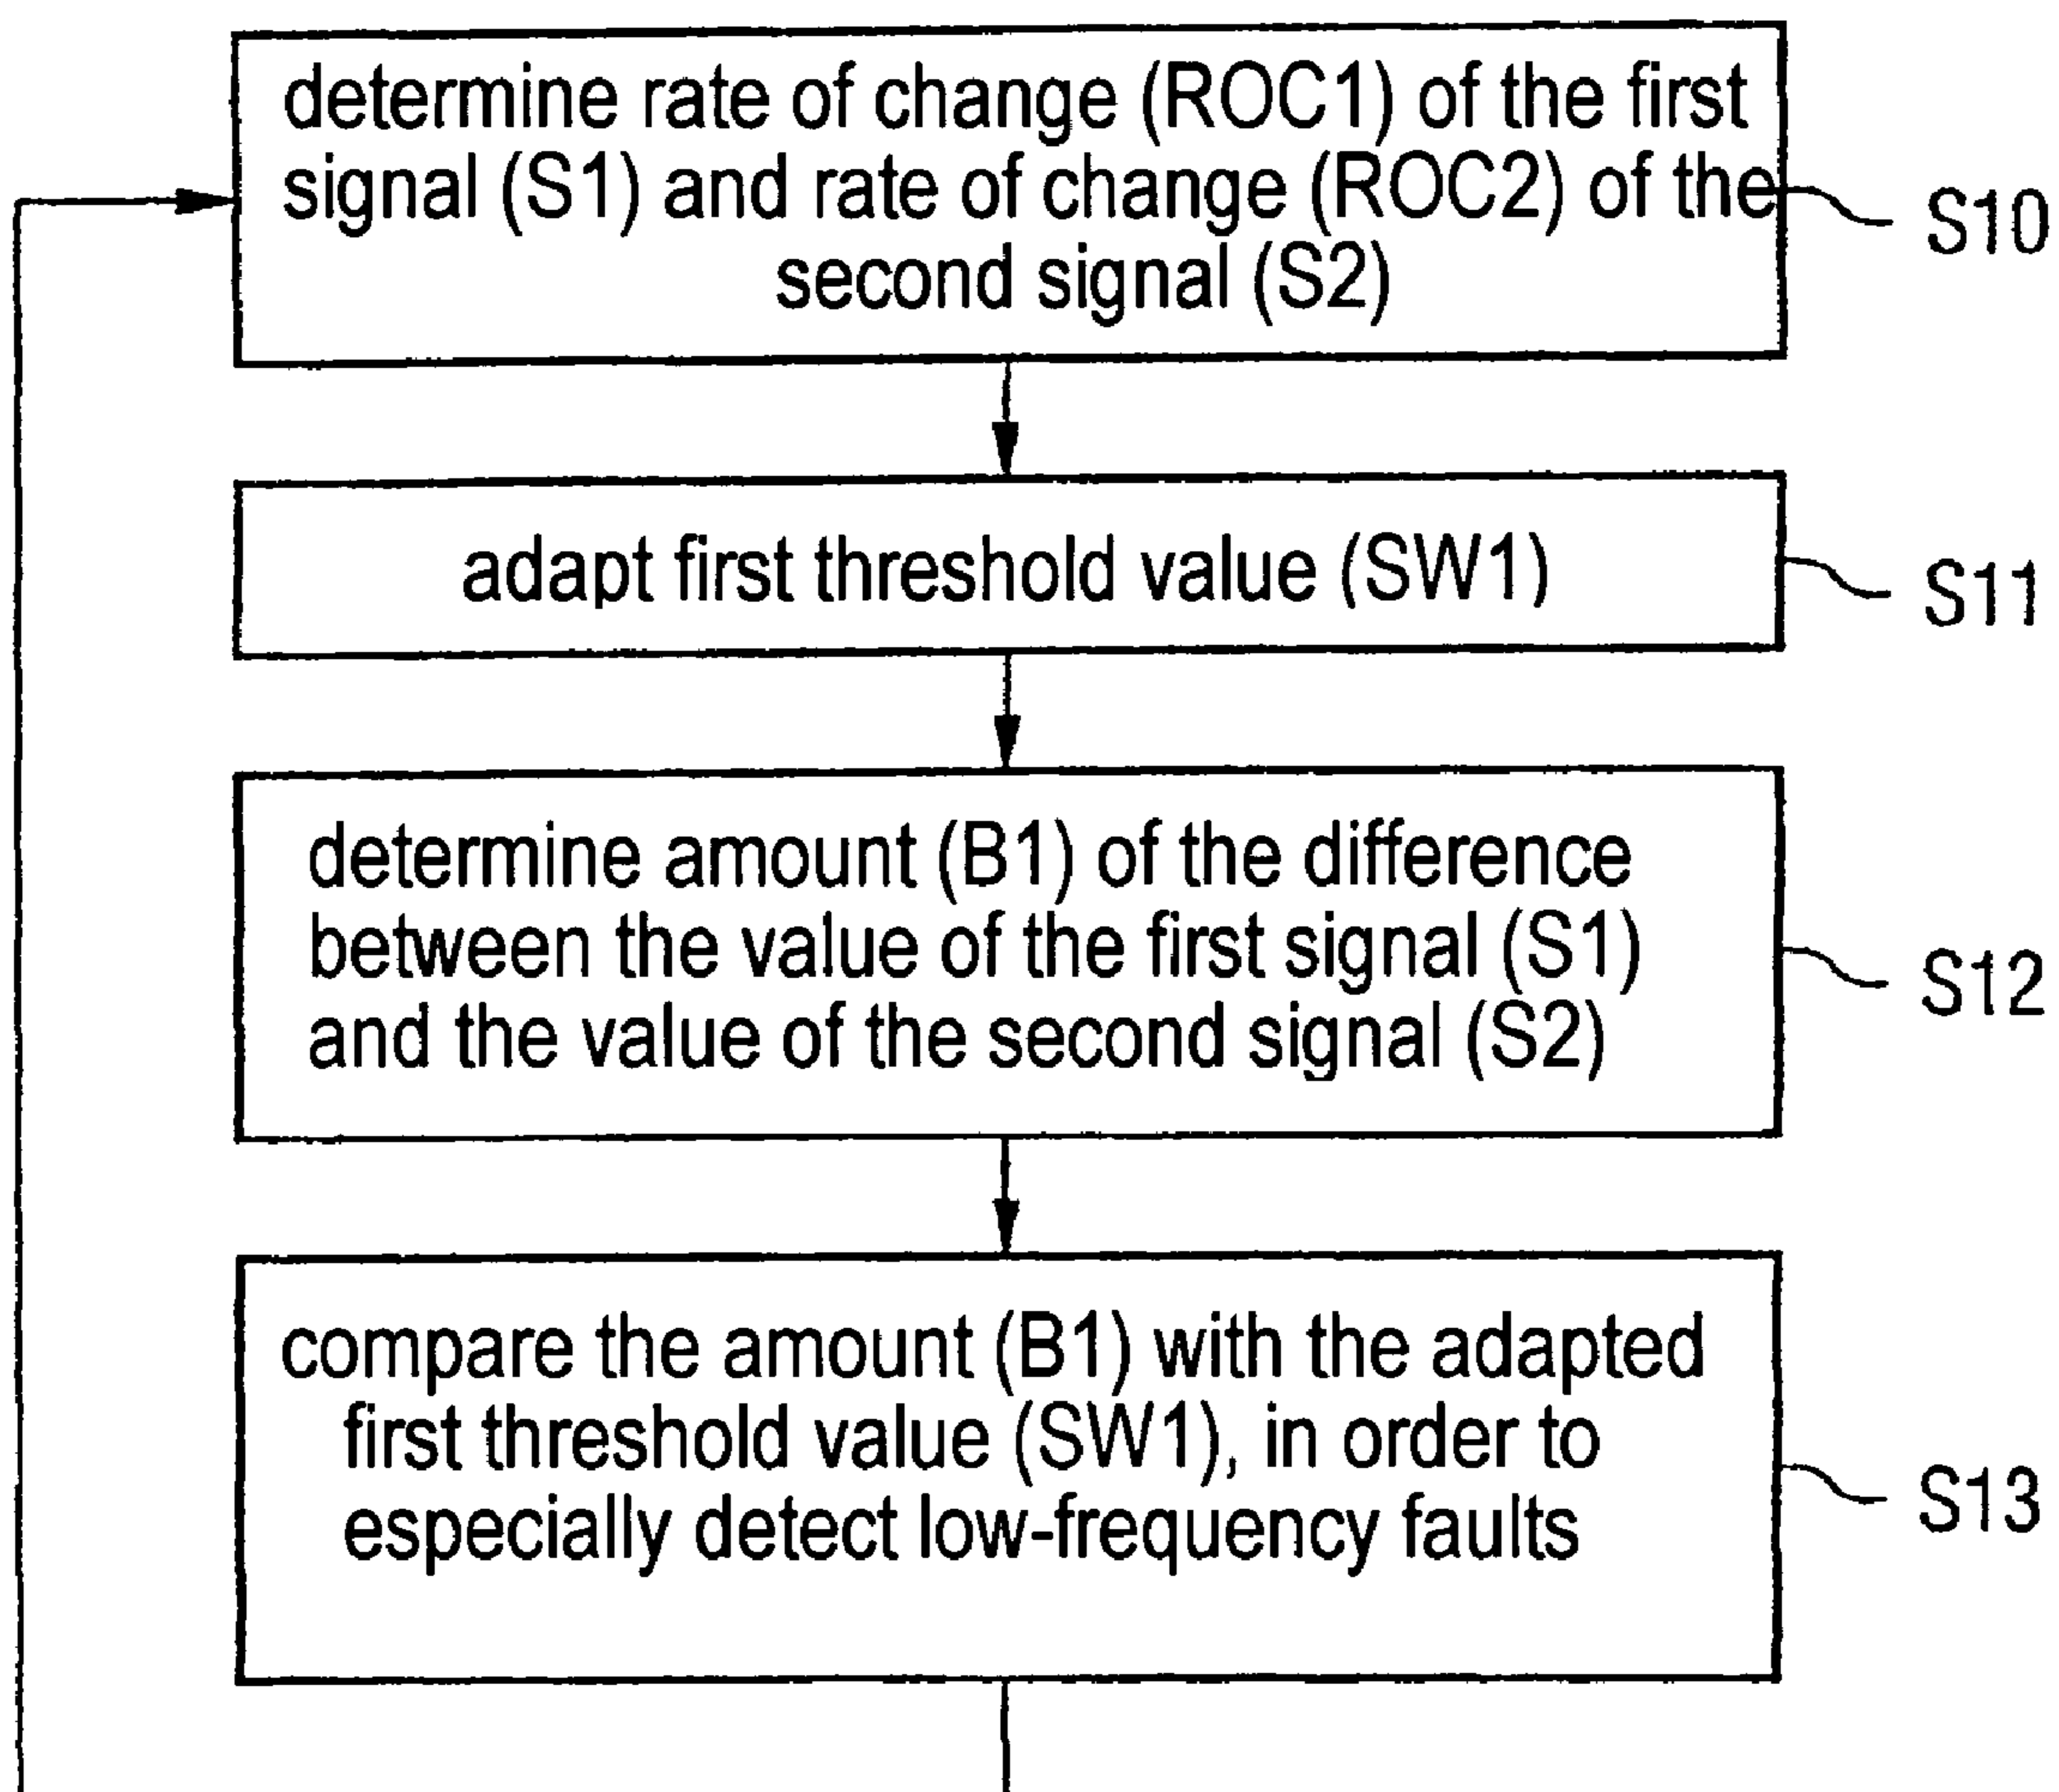 determine rate of change (ROC1) of the first
signal (S1) and rate of change (ROC2) of the
second signal (S2)
S10
adapt first threshold value (SW1)
S11
determine amount (B1) of the difference
between the value of the first signal (S1)
and the value of the second signal (S2)
S12
compare the amount (B1) with the adapted
first threshold value (SW1), in order to
especially detect low-frequency faults
S13